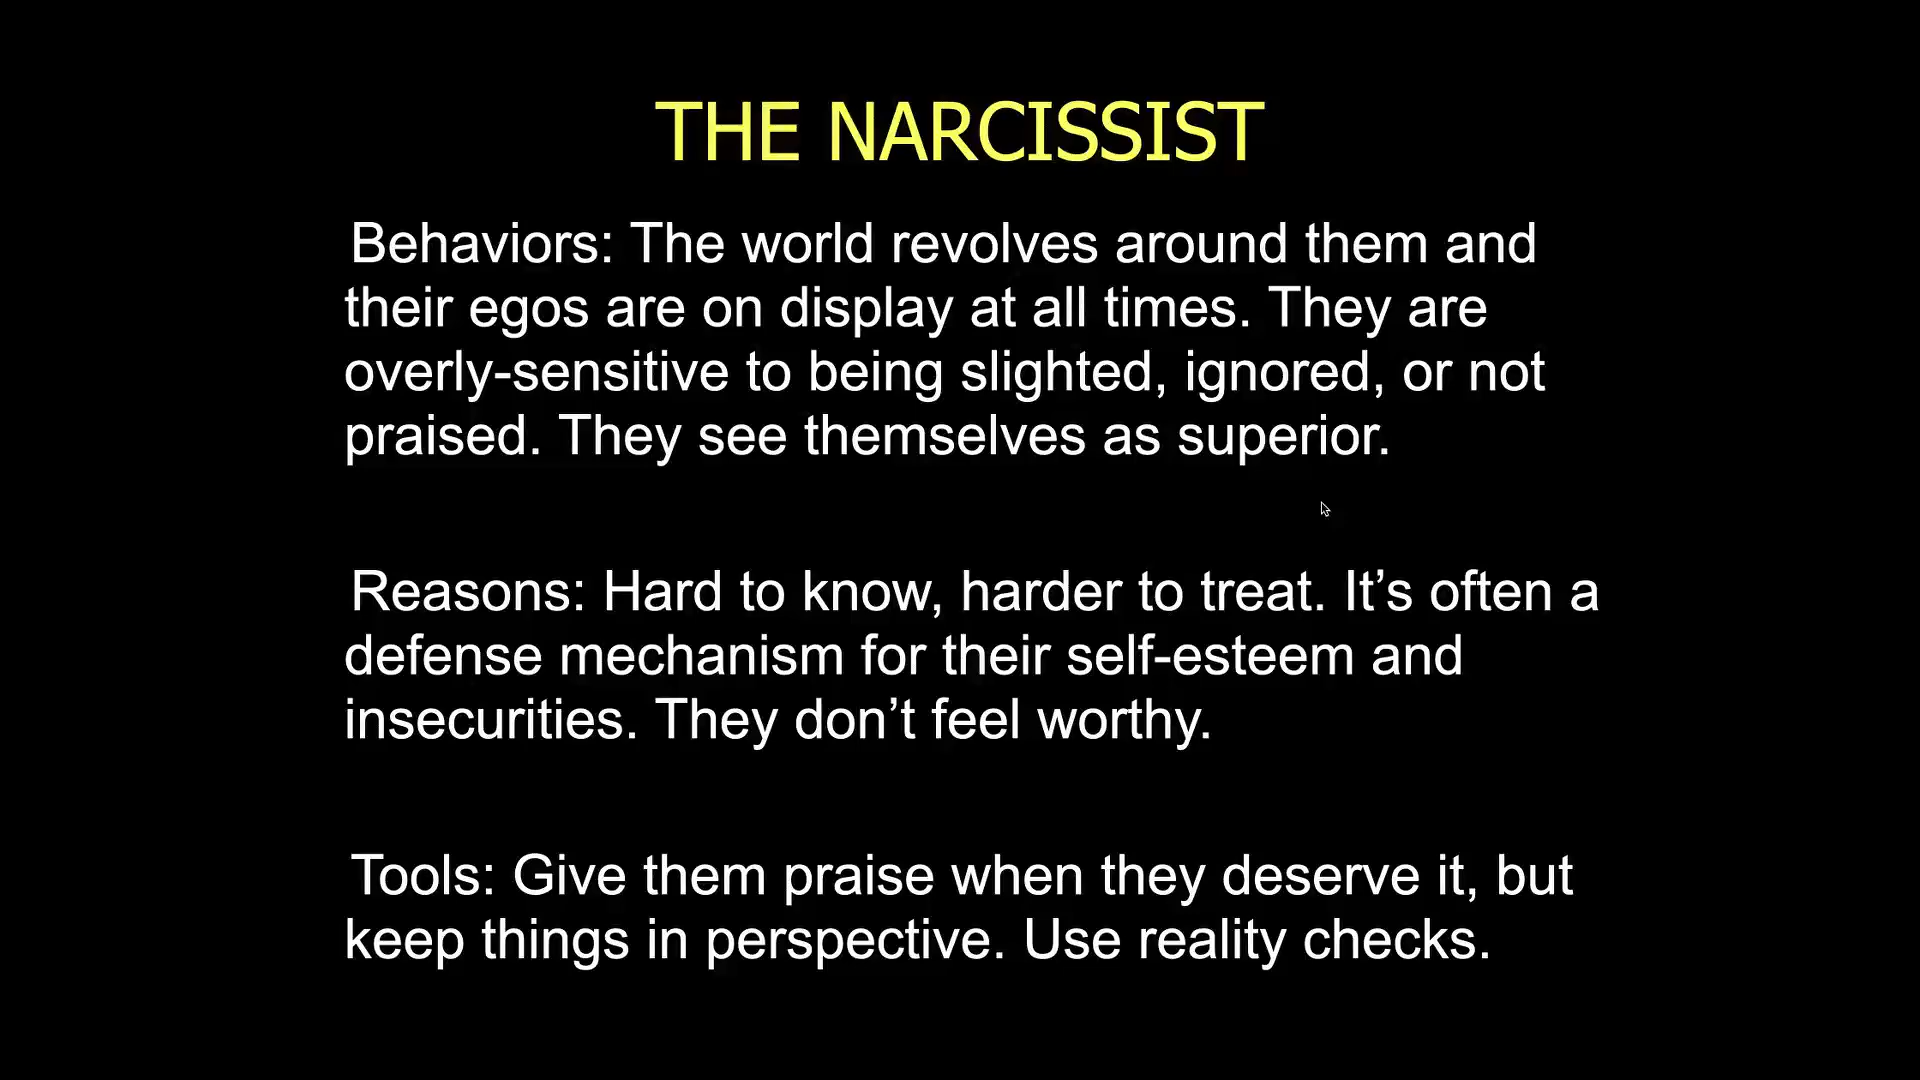 THE NARCISSIST
Behaviors: The world revolves around them and
their egos are on display at all times. They are
overly-sensitive to being slighted, ignored, or not
praised. They see themselves as superior.
Reasons: Hard to know, harder to treat. It’s often a
defense mechanism for their self-esteem and
insecurities. They don’t feel worthy.
Tools: Give them praise when they deserve it, but
keep things in perspective. Use reality checks.